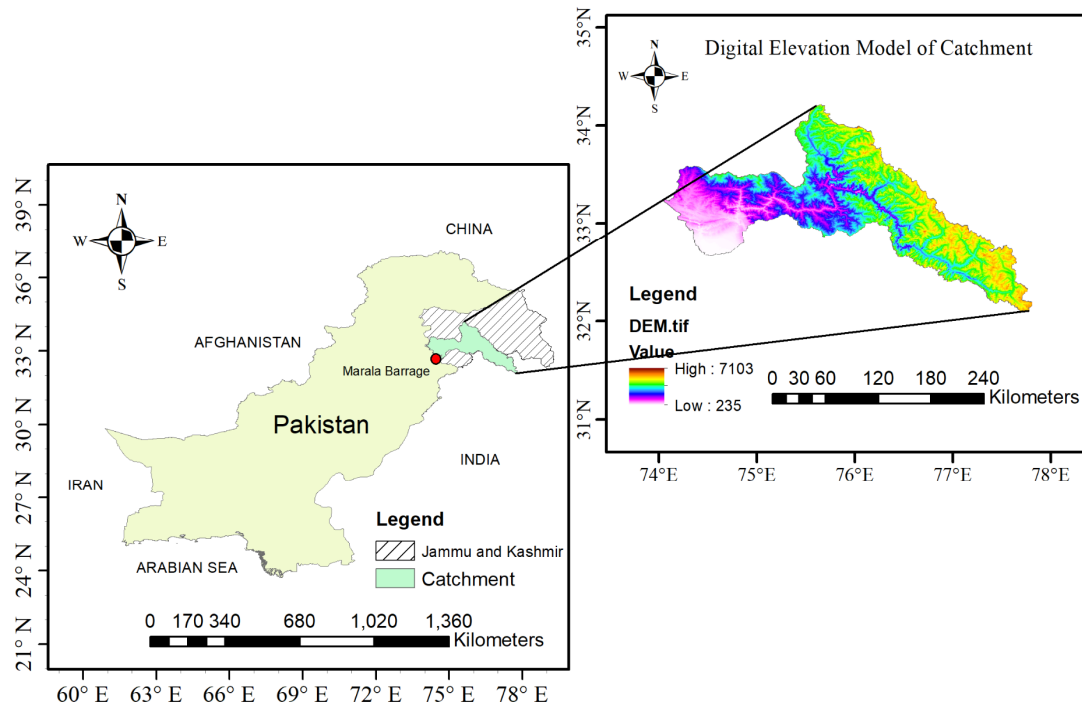 N
W E
S
39° N
36° N
33° N
30° N
27° N
24° N
21° N
CHINA
AFGHANISTAN
Marala Barrage
Pakistan
INDIA
IRAN
ARABIAN SEA
Legend
Jammu and Kashmir
Catchment
0 170 340 680 1,020 1,360
Kilometers
60° E 63° E 66° E 69° E 72° E 75° E 78° E
Digital Elevation Model of Catchment
N
W E
S
35°N
34°N
33°N
32°N
31°N
Legend
DEM.tif
Value
High : 7103
Low : 235
0 30 60 120 180 240
Kilometers
74°E 75°E 76°E 77°E 78°E